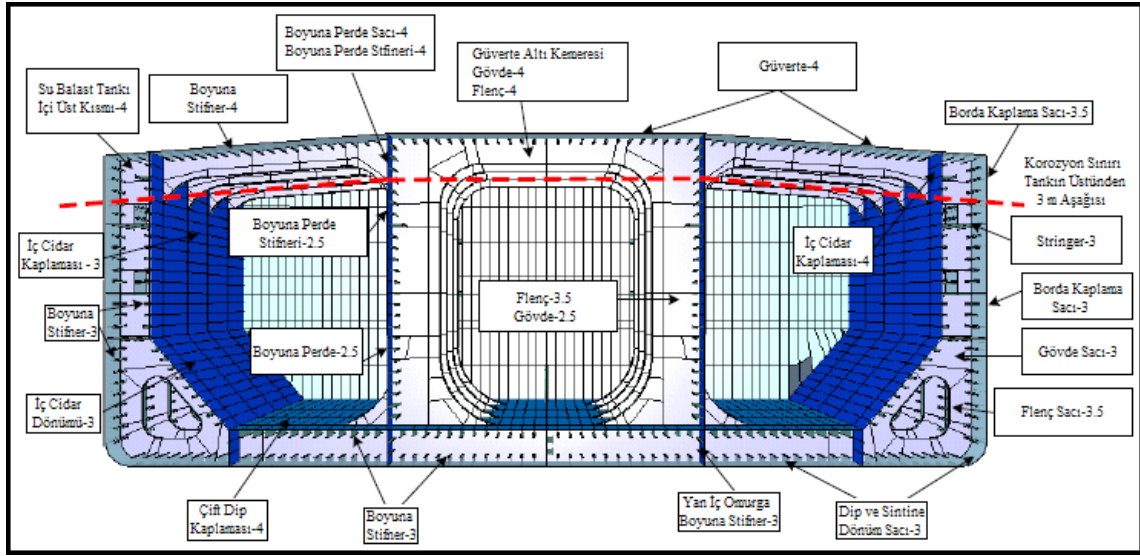 Boyuna Perde Sacı-4
Boyuna Perde Stfineri-4
Güverte Altı Kemeresi
Gövde-4
Flenç-4
Güverte-4
Su Balast Tankı
İçi Üst Kısmı-4
Boyuna
Stifner-4
Borda Kaplama Sacı-3.5
Korozyon Sınırı
Tankın Üstünden
3 m Aşağısı
Boyuna Perde
Stifneri-2.5
İç Cidar
Kaplaması - 3
İç Cidar
Kaplaması-4
Stringer-3
Boyuna
Stifner-3
Flenç-3.5
Gövde-2.5
Borda Kaplama
Sacı-3
Boyuna Perde-2.5
Gövde Sacı-3
İç Cidar
Dönümü-3
Flenç Sacı-3.5
Çift Dip
Kaplaması-4
Boyuna
Stifner-3
Yan İç Omurga
Boyuna Stifner-3
Dip ve Sintine
Dönüm Sacı-3